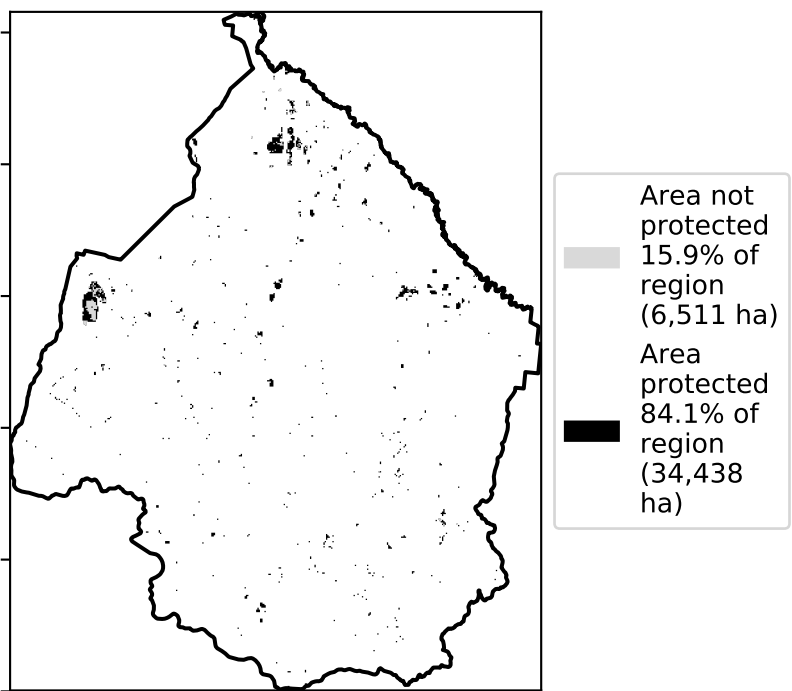 Area not
protected
15.9% of
region
(6,511 ha)
Area
protected
84.1% of
region
(34,438
ha)